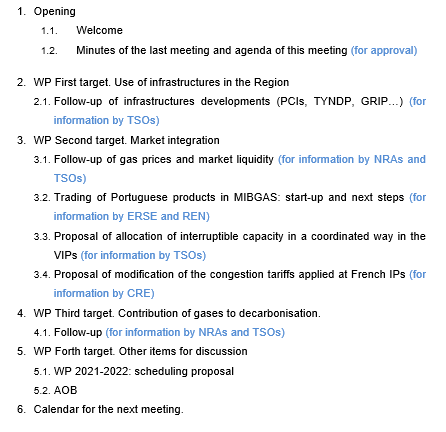 1. Opening
1.1. Welcome
1.2. Minutes of the last meeting and agenda of this meeting (for approval)
2. WP First target. Use of infrastructures in the Region
2.1. Follow-up of infrastructures developments (PCIs, TYNDP, GRIP…) (for
information by TSOs)
3. WP Second target. Market integration
3.1. Follow-up of gas prices and market liquidity (for information by NRAs and
TSOs)
3.2. Trading of Portuguese products in MIBGAS: start-up and next steps (for
information by ERSE and REN)
3.3. Proposal of allocation of interruptible capacity in a coordinated way in the
VIPs (for information by TSOs)
3.4. Proposal of modification of the congestion tariffs applied at French IPs (for
information by CRE)
4. WP Third target. Contribution of gases to decarbonisation.
4.1. Follow-up (for information by NRAs and TSOs)
5. WP Forth target. Other items for discussion
5.1. WP 2021-2022: scheduling proposal
5.2. AOB
6. Calendar for the next meeting.